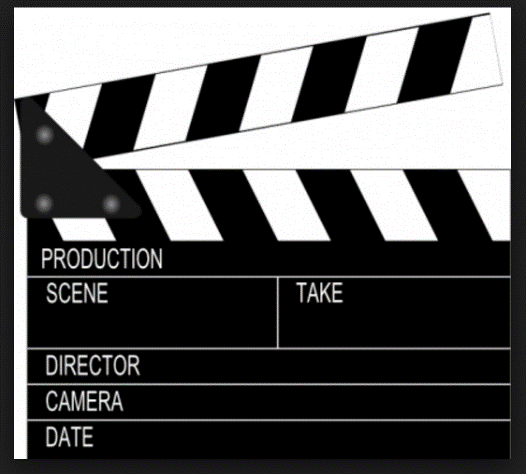 PRODUCTION
SCENE TAKE
DIRECTOR
CAMERA
DATE